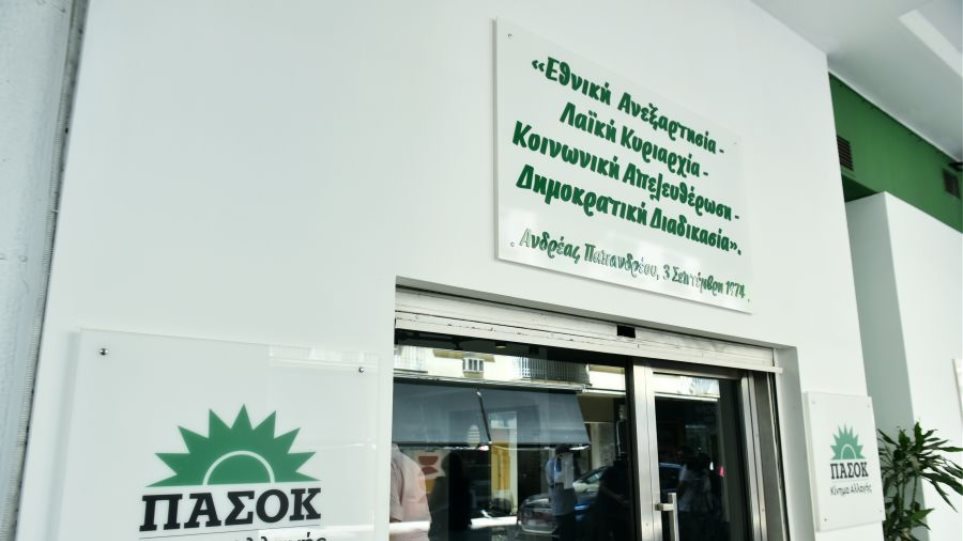 «Εθνική Ανεξαρτησία -
Λαϊκή Κυριαρχία -
Κοινωνική Απελευθέρωση -
Δημοκρατική Διαδικασία».
Ανδρέας Παπανδρέου, 3 Σεπτέμβρη 1974
ΠΑΣΟΚ
ΠΑΣΟΚ
Κίνημα Αλλαγής